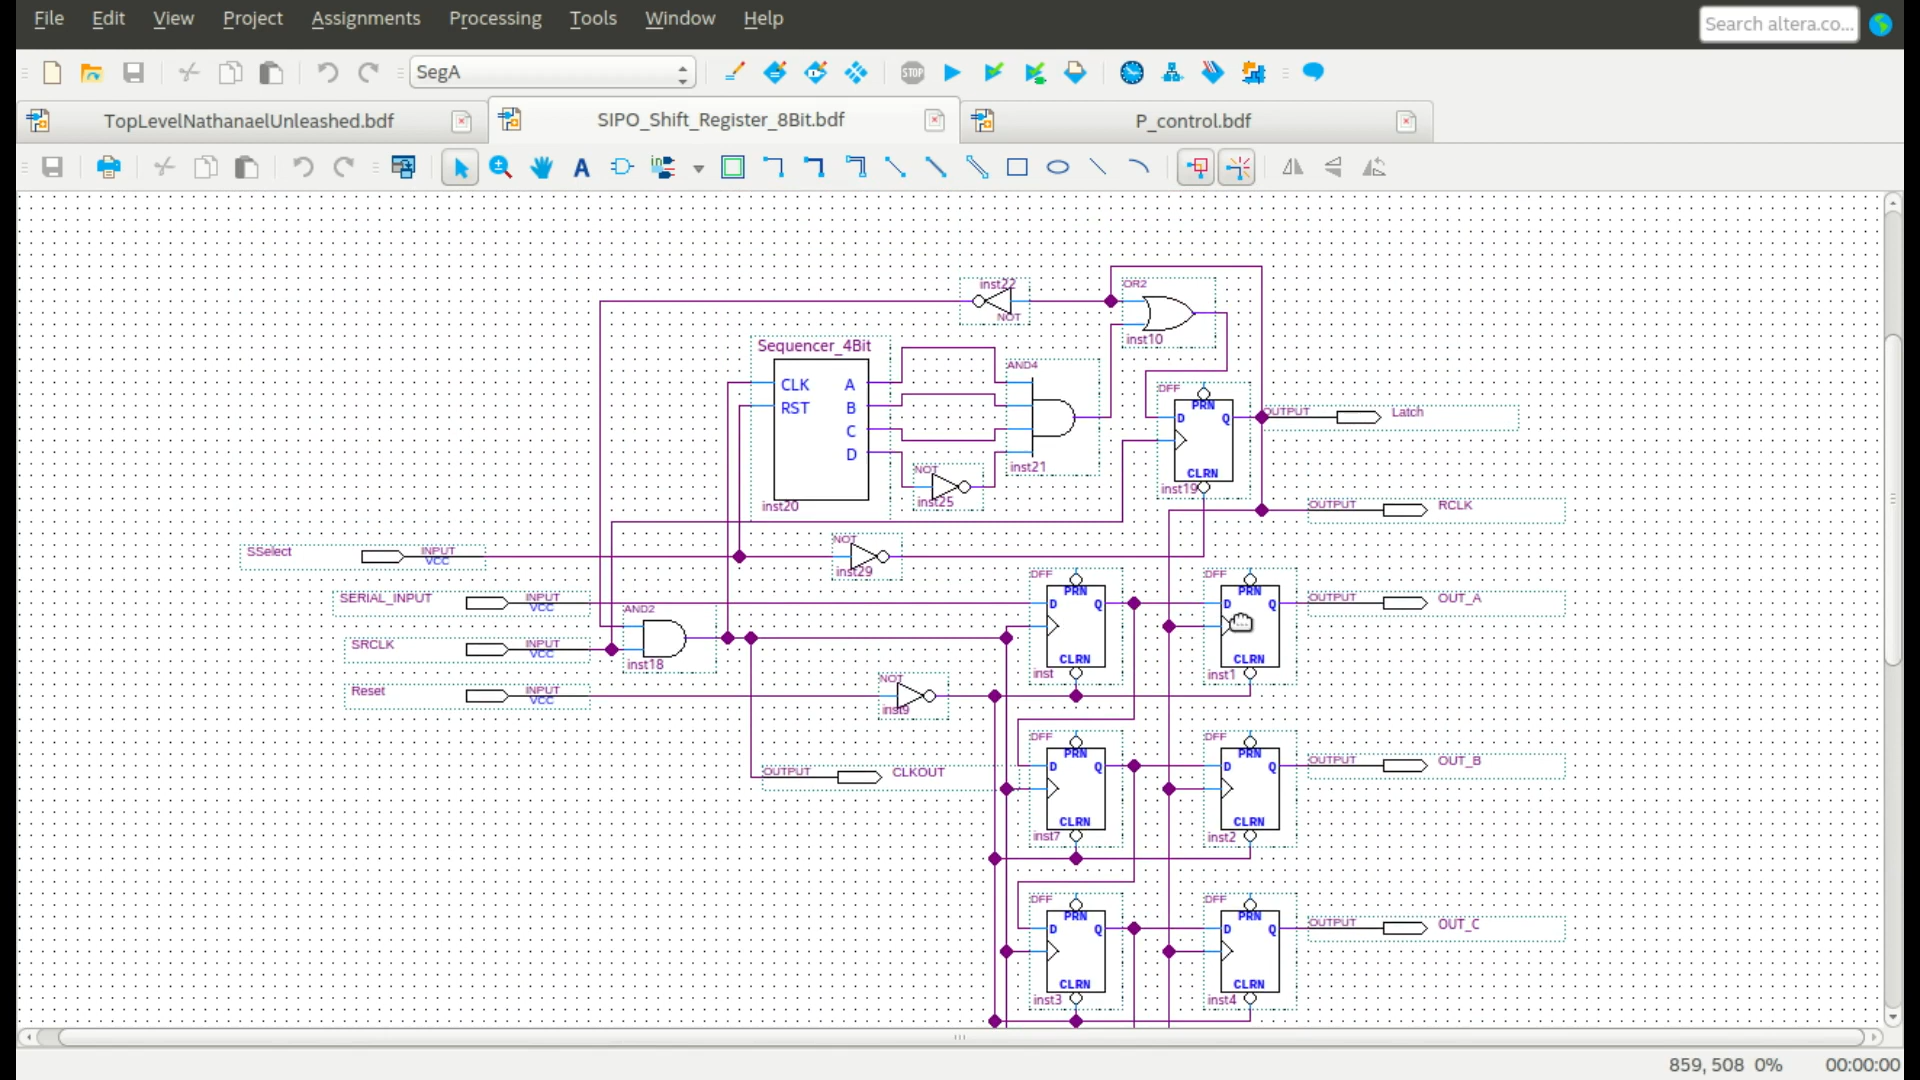 File Edit View Project Assignments Processing Tools Window Help
Search altera.co...
SegA
STOP
TopLevelNathanaelUnleashed.bdf
SIPO_Shift_Register_8Bit.bdf
P_control.bdf
A
inst22
NOT
OR2
inst10
Sequencer_4Bit
CLK A
RST B
C
D
inst20
AND4
inst21
NOT
inst25
DFF
PRN
D Q
CLRN
inst19
OUTPUT Latch
OUTPUT RCLK
SSelect INPUT
VCC
NOT
inst29
SERIAL_INPUT INPUT
VCC
AND2
inst18
SRCLK INPUT
VCC
Reset INPUT
VCC
NOT
inst9
OUTPUT CLKOUT
DFF
PRN
D Q
CLRN
inst
DFF
PRN
D Q
CLRN
inst1
OUTPUT OUT_A
DFF
PRN
D Q
CLRN
inst7
DFF
PRN
D Q
CLRN
inst2
OUTPUT OUT_B
DFF
PRN
D Q
CLRN
inst3
DFF
PRN
D Q
CLRN
inst4
OUTPUT OUT_C
859, 508 0% 00:00:00